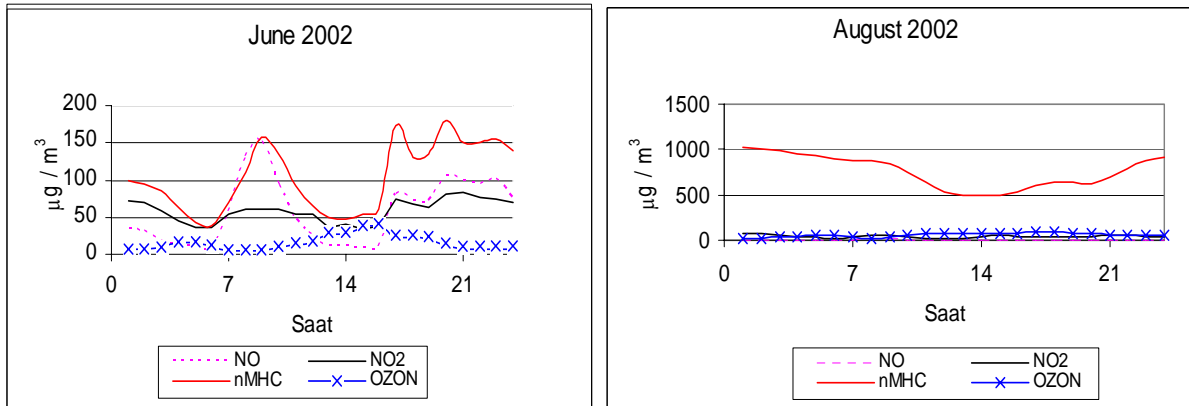 June 2002
200
150
100
50
0
0 7 14 21
µg / m³
Saat
NO NO2
nMHC OZON
August 2002
1500
1000
500
0
0 7 14 21
µg / m³
Saat
NO NO2
nMHC OZON